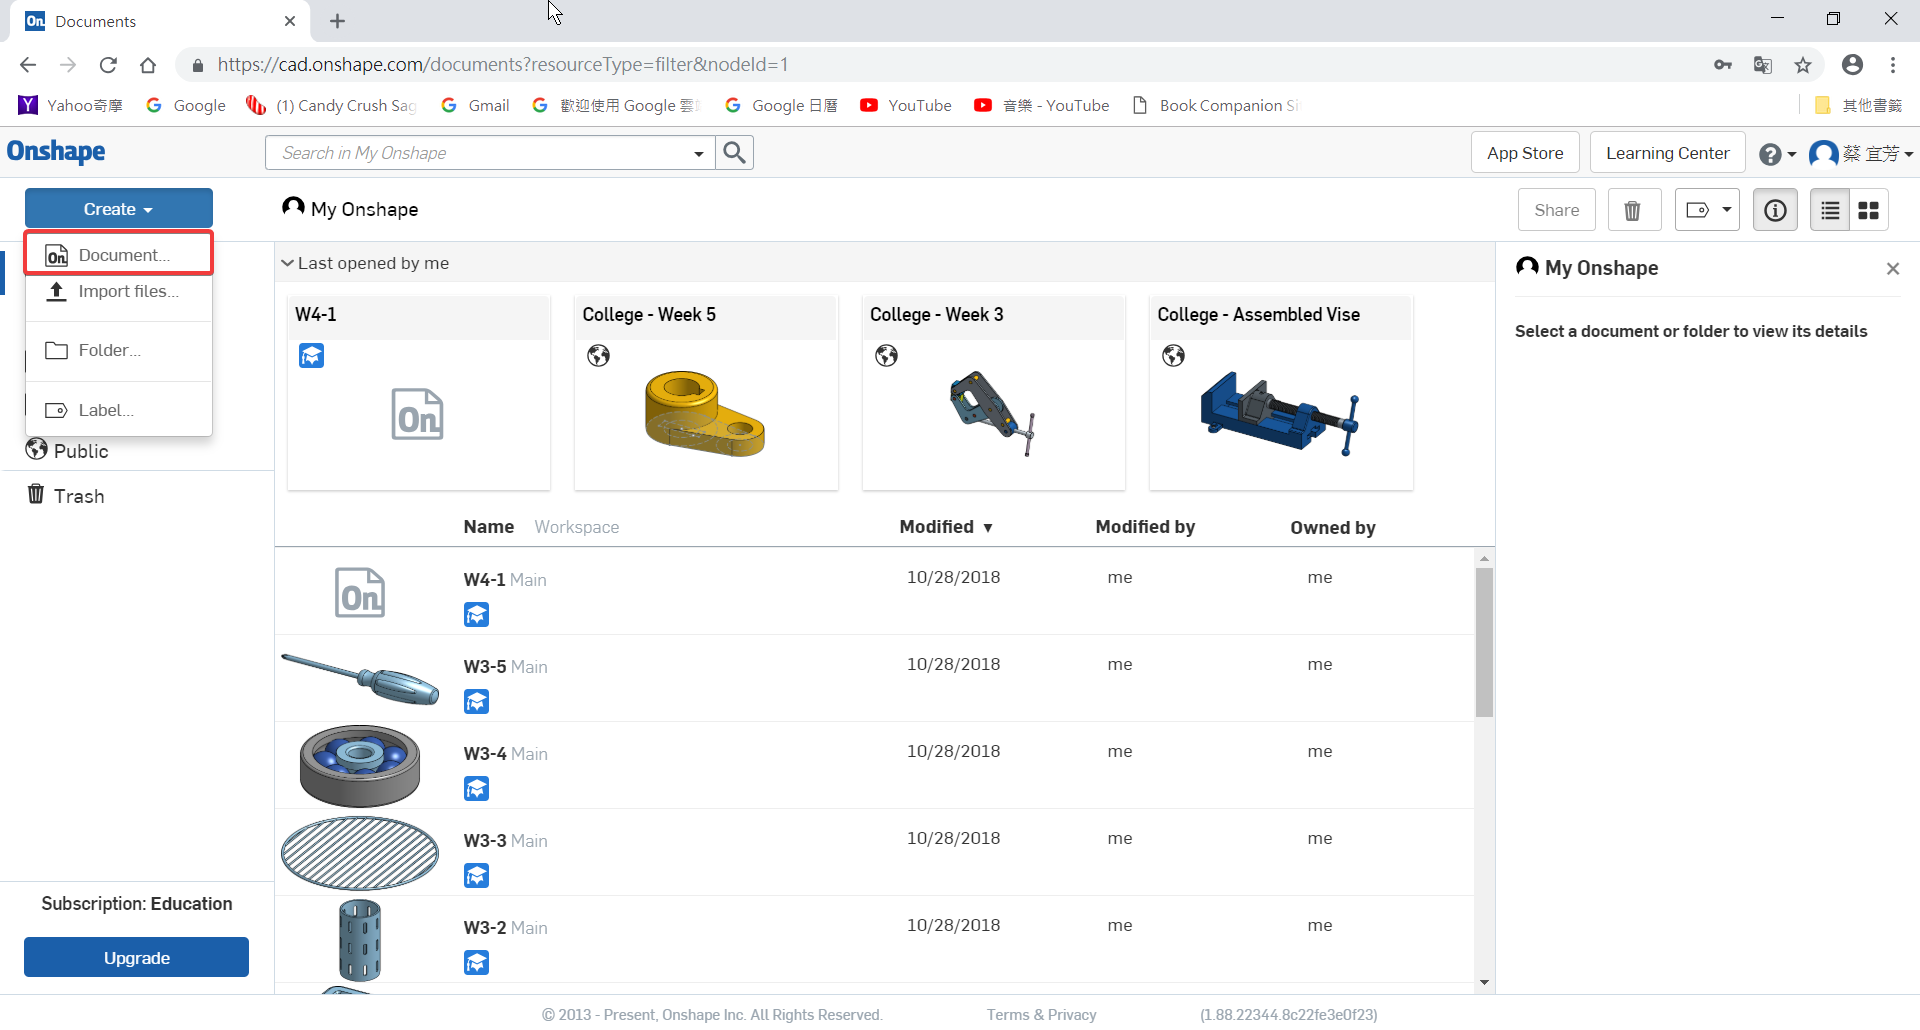 Documents
https://cad.onshape.com/documents?resourceType=filter&nodeId=1
Yahoo奇摩 Google (1) Candy Crush Sag Gmail 歡迎使用 Google 雲 Google 日曆 YouTube 音樂 - YouTube Book Companion Si 其他書籤
Onshape Search in My Onshape App Store Learning Center 蔡 宜芳
Create My Onshape Share
Document...
Import files...
Folder...
Label...
Public
Trash
Subscription: Education
Upgrade
Last opened by me
W4-1 College - Week 5 College - Week 3 College - Assembled Vise
On
Name Workspace Modified ▼ Modified by Owned by
W4-1 Main 10/28/2018 me me
W3-5 Main 10/28/2018 me me
W3-4 Main 10/28/2018 me me
W3-3 Main 10/28/2018 me me
W3-2 Main 10/28/2018 me me
My Onshape
Select a document or folder to view its details
© 2013 - Present, Onshape Inc. All Rights Reserved. Terms & Privacy (1.88.22344.8c22fe3e0f23)